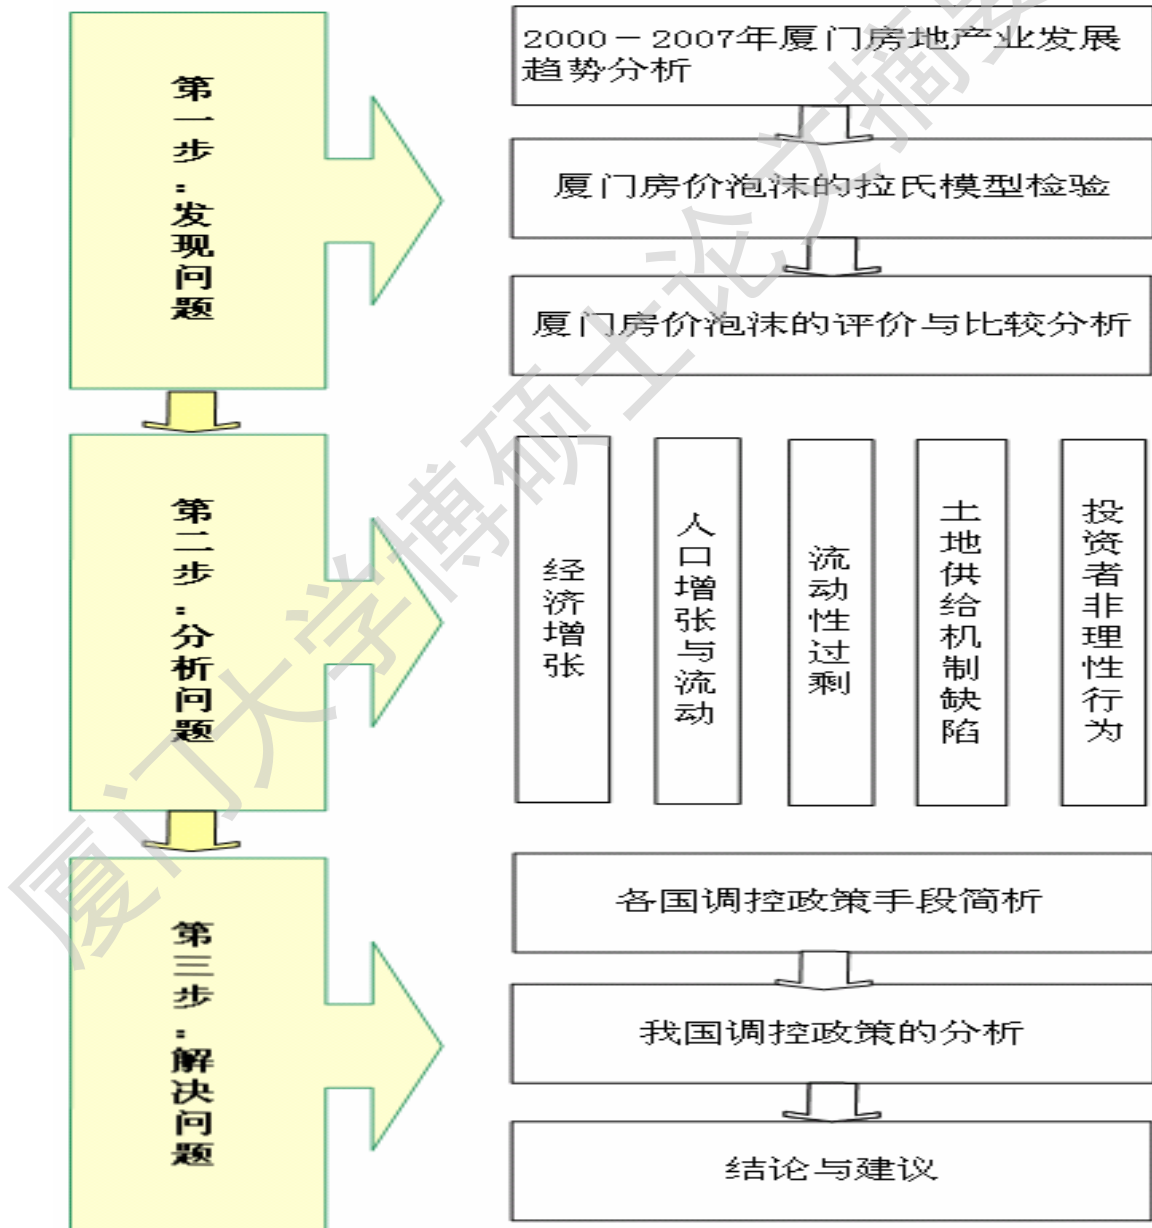 第一步：发现问题
2000－2007年厦门房地产业发展
趋势分析
厦门房价泡沫的拉氏模型检验
厦门房价泡沫的评价与比较分析
第二步：分析问题
经济增张
人口增张与流动
流动性过剩
土地供给机制缺陷
投资者非理性行为
第三步：解决问题
各国调控政策手段简析
我国调控政策的分析
结论与建议
厦门大学博硕士论文摘要